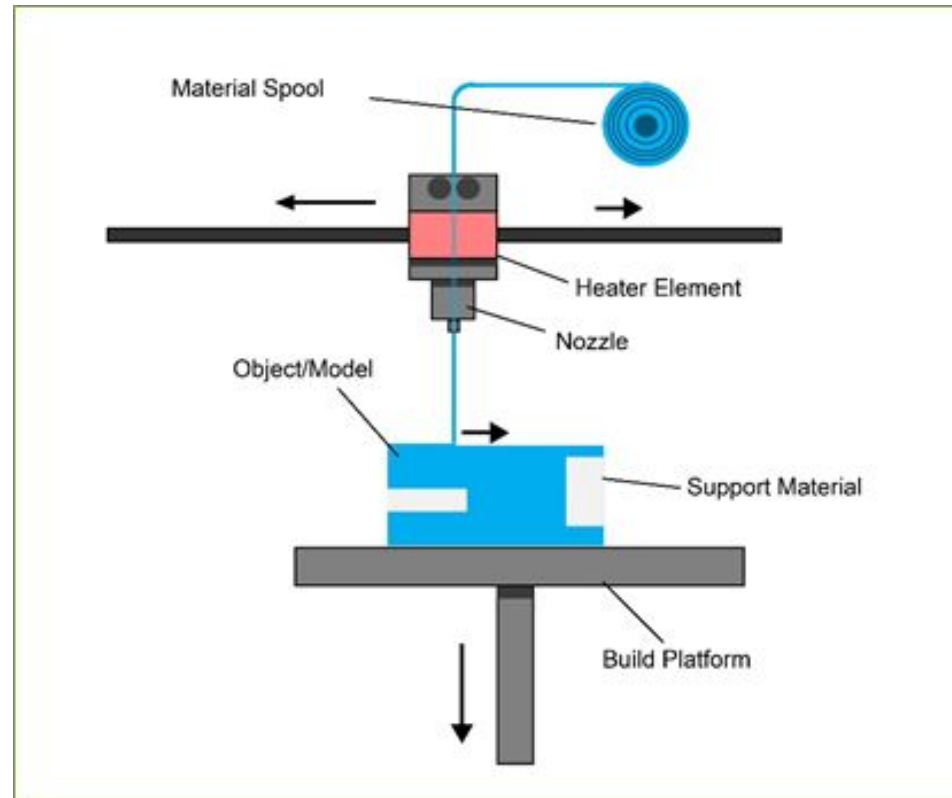 Material Spool
Heater Element
Nozzle
Object/Model
Support Material
Build Platform